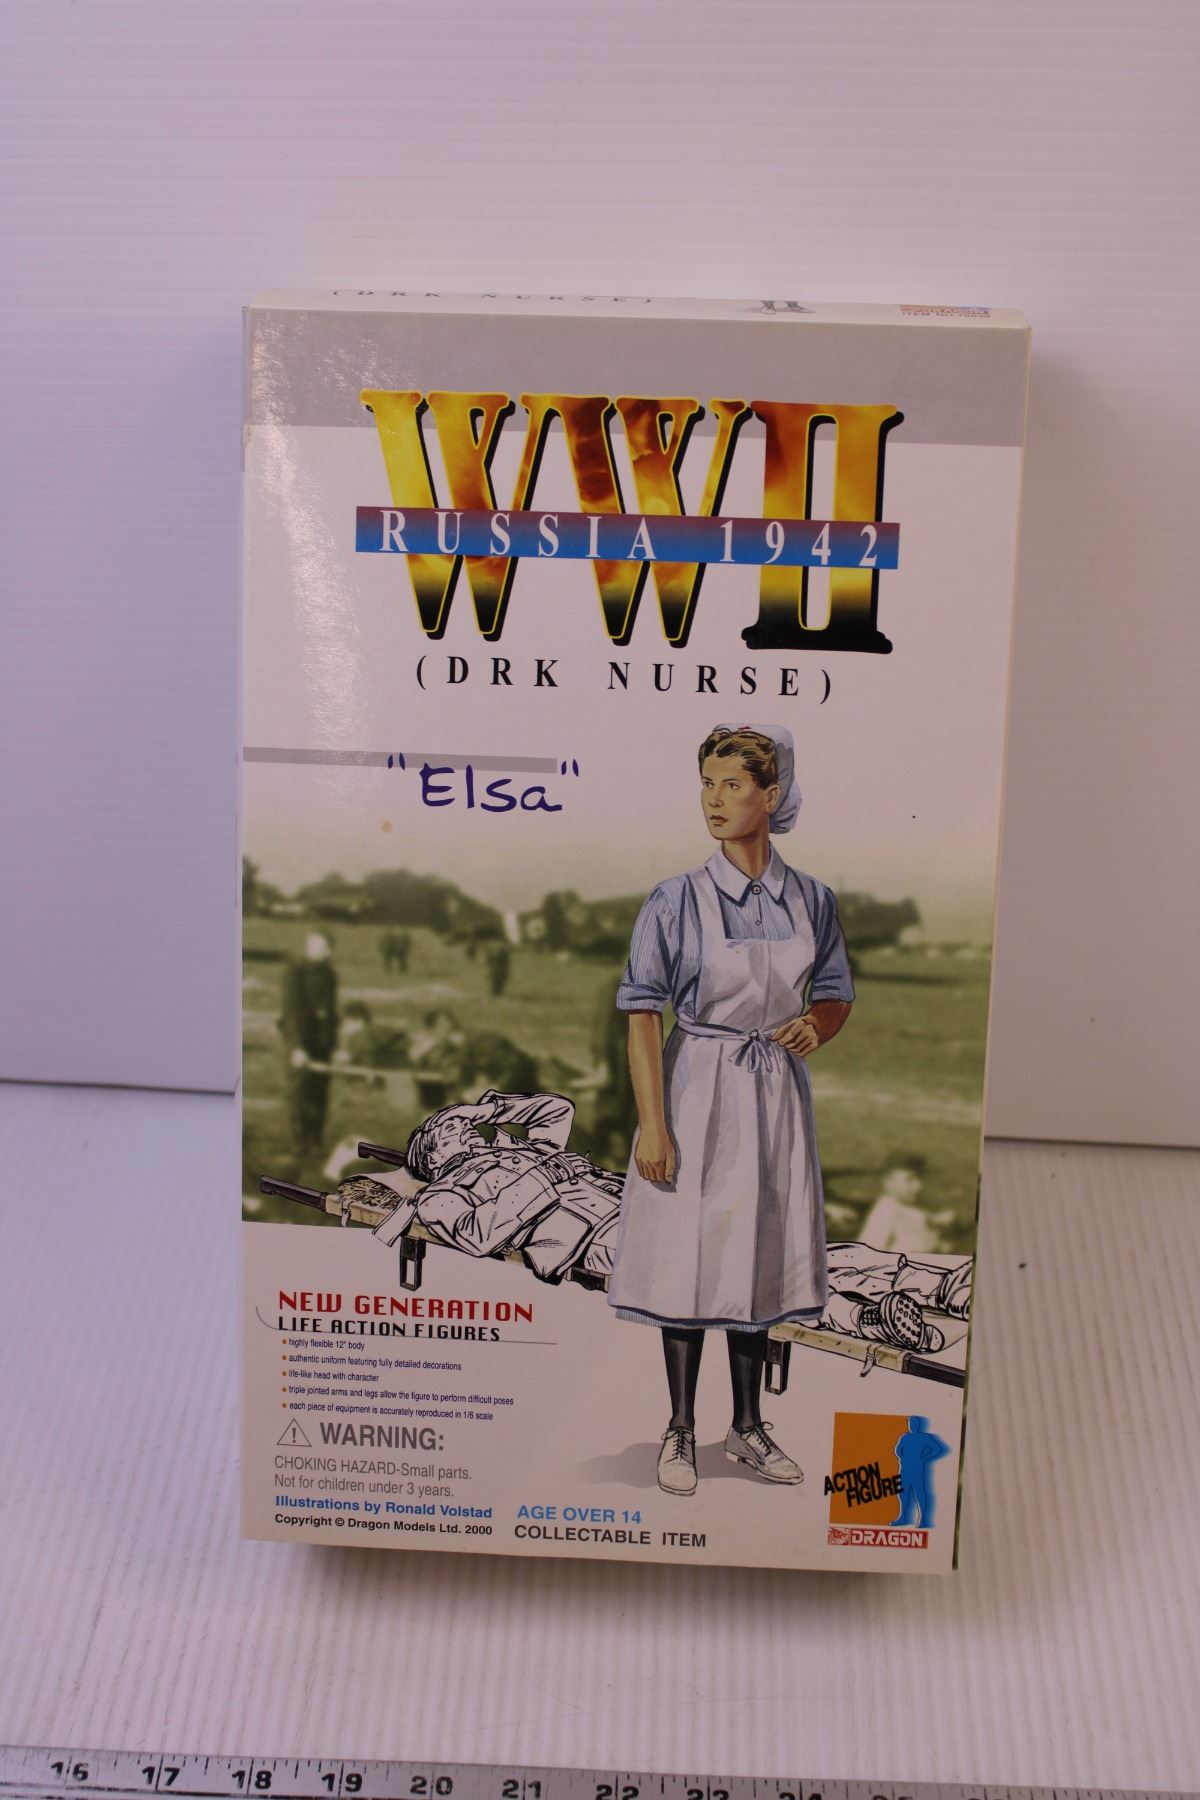 (DRK NURSE)
WWII
RUSSIA 1942
(DRK NURSE)
"Elsa"
NEW GENERATION
LIFE ACTION FIGURES
highly flexible 12" body
authentic uniform featuring fully detailed decorations
life-like head with character
triple jointed arms and legs allow the figure to perform difficult poses
each piece of equipment is accurately reproduced in 1/6 scale
WARNING:
CHOKING HAZARD-Small parts.
Not for children under 3 years.
Illustrations by Ronald Volstad
Copyright © Dragon Models Ltd. 2000
AGE OVER 14
COLLECTABLE ITEM
ACTION
FIGURE
DRAGON
16 17 18 19 20 21 22 23 24